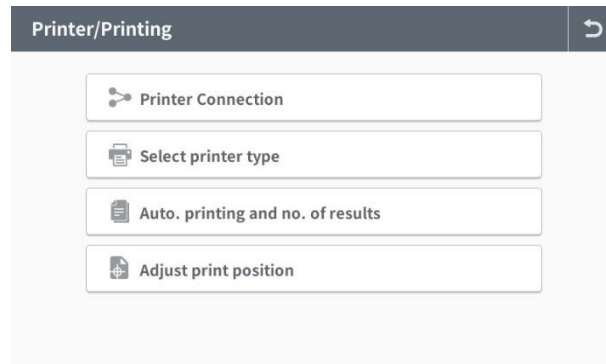 Printer/Printing
Printer Connection
Select printer type
Auto. printing and no. of results
Adjust print position